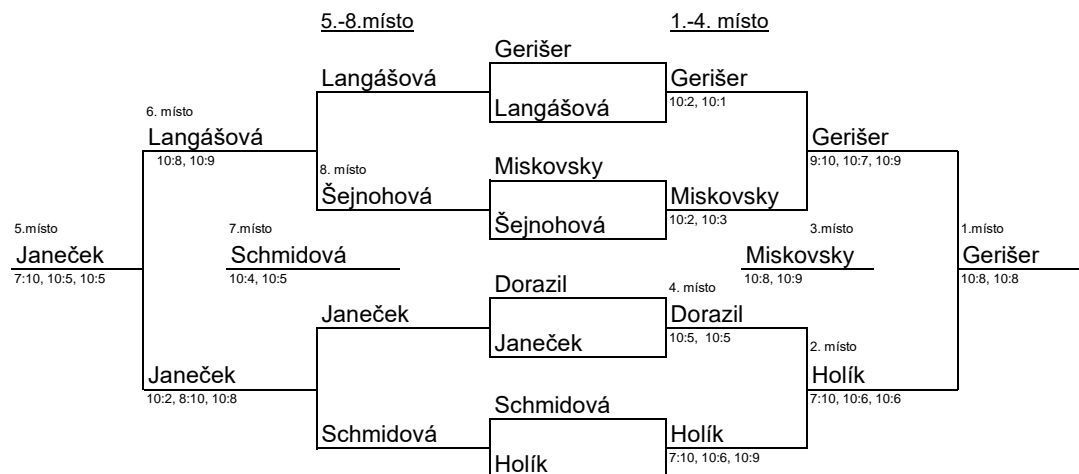 5.-8.místo 1.-4. místo
Gerišer
Langášová Gerišer
Langášová 10:2, 10:1
6. místo
Langášová Gerišer
10:8, 10:9 8. místo Miskovsky 9:10, 10:7, 10:9
Šejnohová Miskovsky
Šejnohová 10:2, 10:3
5.místo 7.místo 3.místo 1.místo
Janeček Schmidová Miskovsky Gerišer
7:10, 10:5, 10:5 10:4, 10:5 10:8, 10:9 10:8, 10:8
Dorazil 4. místo
Janeček Dorazil
Janeček 10:5, 10:5
2. místo
Janeček Holík
10:2, 8:10, 10:8 7:10, 10:6, 10:6
Schmidová
Schmidová Holík
Holík 7:10, 10:6, 10:9